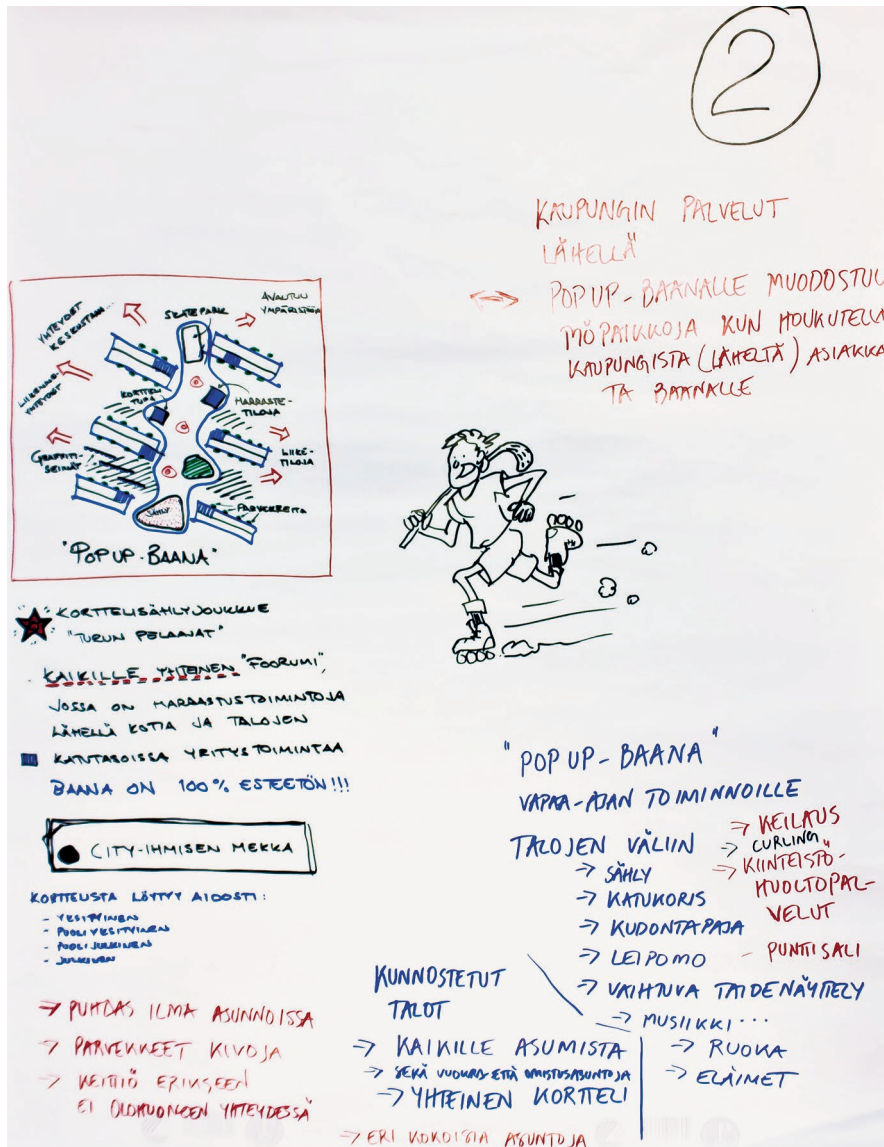 2
KAUPUNGIN PALVELUT
LÄHELLÄ
POP UP-BAANALLE MUODOSTUU
TYÖPAIKKOJA KUN HOUKUTELLA
KAUPUNGISTA (LÄHELTÄ) ASIAKKA
TA BAANALLE
YHTEYDET
KESKUSTAAN...
SKATEPARK
AVAUTUU
YMPÄRISTÖÖN
LIIKENNE-
YHTEYDET
KORTTELI
TUPA
HARRASTE-
TILOJA
GRAFFITI-
SEINÄT
LIIKE-
TILOJA
SÄHLY
PARVEKKEITA
"POP UP-BAANA"
KORTTELISÄHLYJOUKKUE
"TURUN PELAAJAT"
KAIKILLE YHTEINEN "FOORUMI",
JOSSA ON HARRASTUSTOIMINTOJA
LÄHELLÄ KOTIA JA TALOJEN
KATUTASOISSA YRITYSTOIMINTAA
BAANA ON 100% ESTEETÖN!!!
CITY-IHMISEN MEKKA
KORTTELISTA LÖYTYY AIDOSTI:
- YKSITYINEN
- PUOLIYKSITYINEN
- PUOLIJULKINEN
- JULKINEN
→ PUHDAS ILMA ASUNNOISSA
→ PARVEKKEET KIVOJA
→ KEITTIÖ ERIKSEEN
EI OLOHUONEEN YHTEYDESSÄ
"POP UP-BAANA"
VAPAA-AJAN TOIMINNOILLE
TALOJEN VÄLIIN
→ SÄHLY
→ KATUKORIS
→ KUDONTAPAJA
→ LEIPOMO
→ VAIHTUVA TAIDENÄYTTELY
→ MUSIIKKI...
→ RUOKA
→ ELÄIMET
→ KEILAUS
→ CURLING
→ KIINTEISTÖ-
HUOLTOPAL-
VELUT
- PUNTTISALI
KUNNOSTETUT
TALOT
→ KAIKILLE ASUMISTA
→ SEKÄ VUOKRA- ETTÄ OMISTUSASUNTOJA
→ YHTEINEN KORTTELI
→ ERI KOKOISIA ASUNTOJA